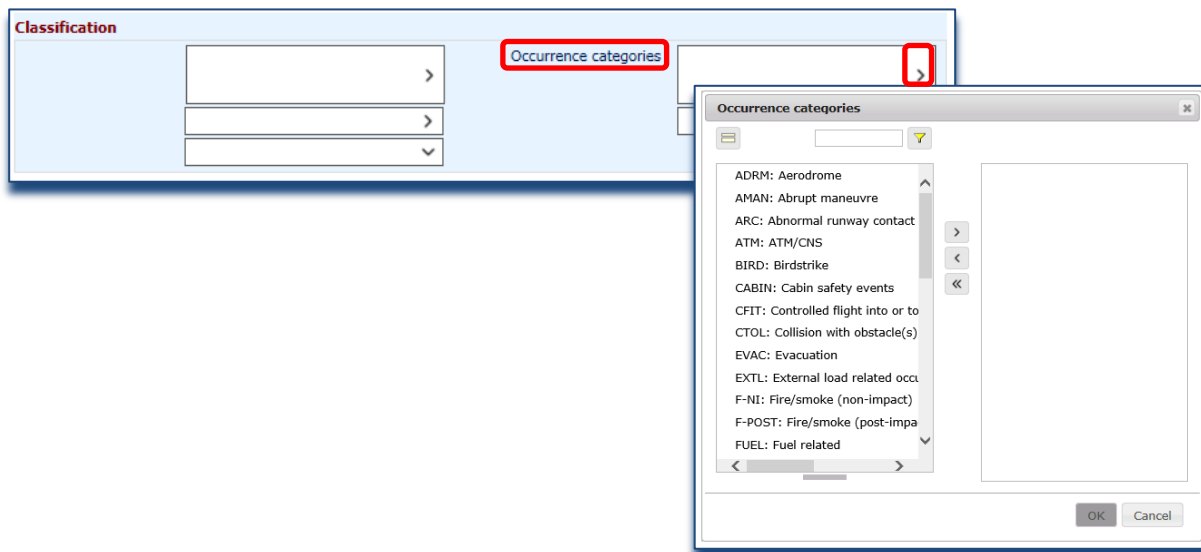 Classification
Occurrence categories
Occurrence categories
ADRM: Aerodrome
AMAN: Abrupt maneuvre
ARC: Abnormal runway contact
ATM: ATM/CNS
BIRD: Birdstrike
CABIN: Cabin safety events
CFIT: Controlled flight into or to
CTOL: Collision with obstacle(s)
EVAC: Evacuation
EXTL: External load related occu
F-NI: Fire/smoke (non-impact)
F-POST: Fire/smoke (post-impa
FUEL: Fuel related
OK Cancel